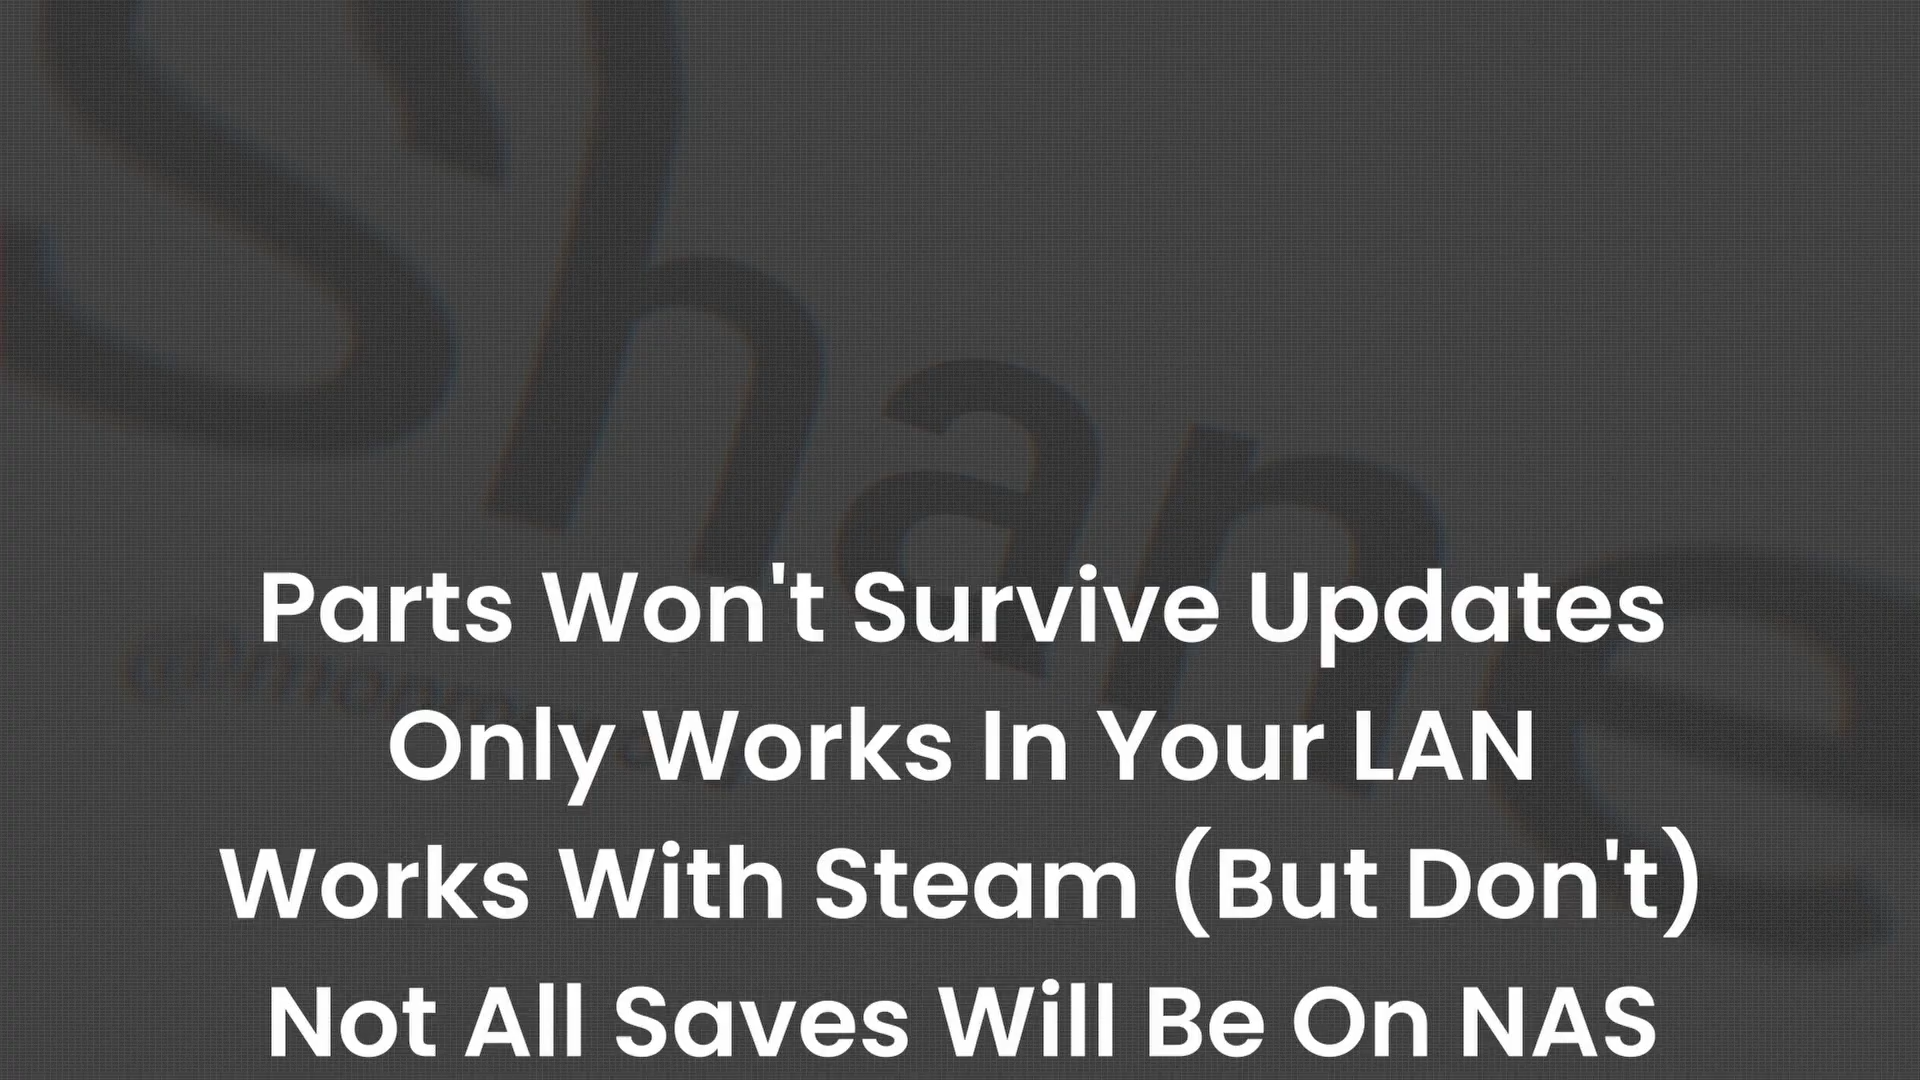 Shane
Parts Won't Survive Updates
Only Works In Your LAN
Works With Steam (But Don't)
Not All Saves Will Be On NAS